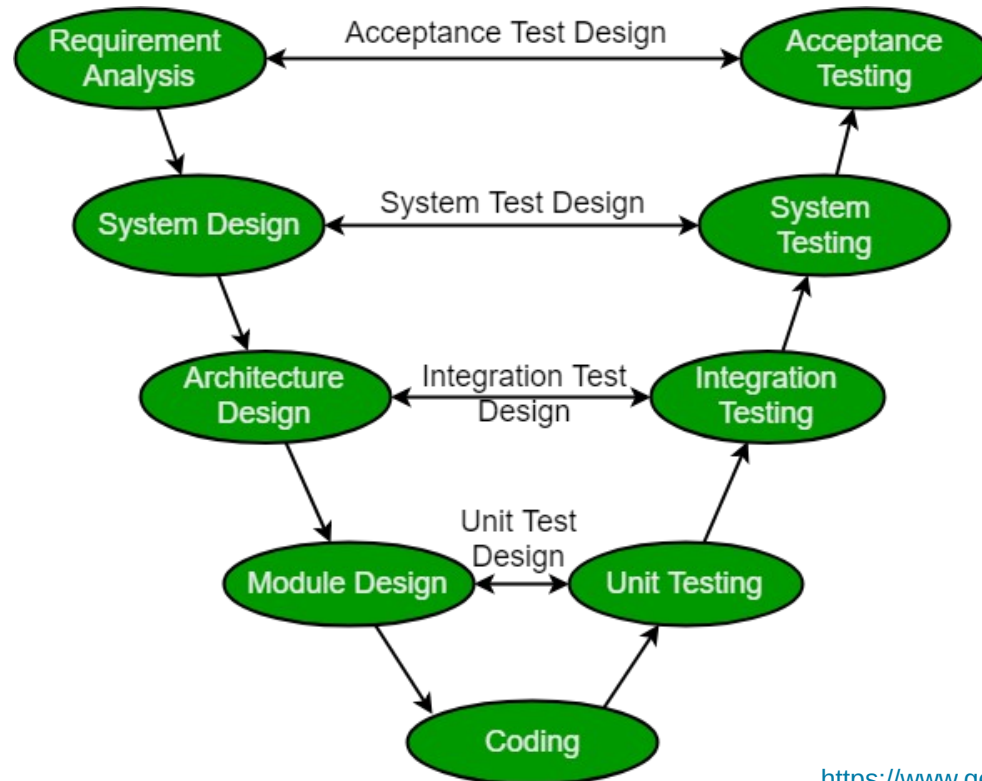 Requirement
Analysis
Acceptance Test Design
Acceptance
Testing
System Design
System Test Design
System
Testing
Architecture
Design
Integration Test
Design
Integration
Testing
Module Design
Unit Test
Design
Unit Testing
Coding